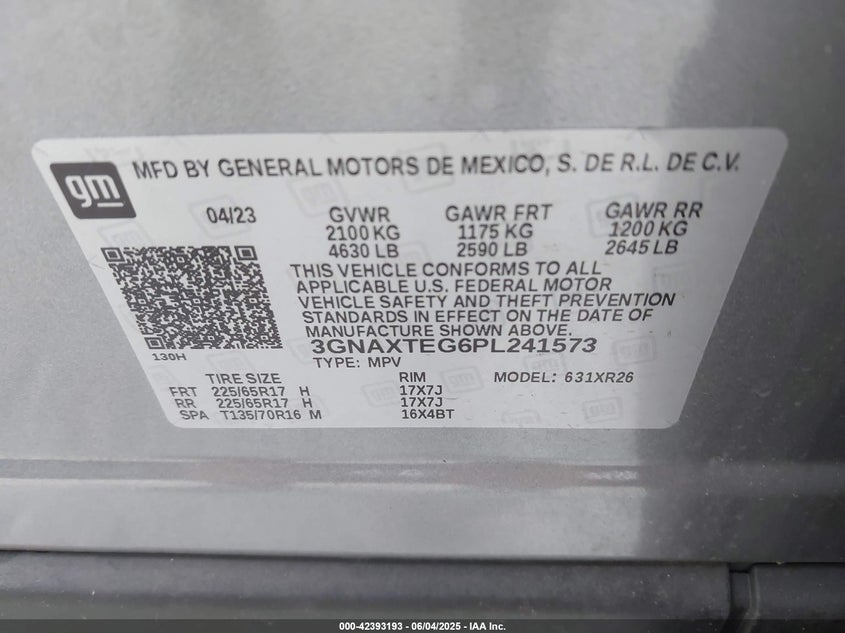 gm
MFD BY GENERAL MOTORS DE MEXICO, S. DE R.L. DE C.V.
04/23 GVWR GAWR FRT GAWR RR
2100 KG 1175 KG 1200 KG
4630 LB 2590 LB 2645 LB
THIS VEHICLE CONFORMS TO ALL
APPLICABLE U.S. FEDERAL MOTOR
VEHICLE SAFETY AND THEFT PREVENTION
STANDARDS IN EFFECT ON THE DATE OF
MANUFACTURE SHOWN ABOVE.
130H 3GNAXTEG6PL241573
TYPE: MPV
TIRE SIZE RIM MODEL: 631XR26
FRT 225/65R17 H 17X7J
RR 225/65R17 H 17X7J
SPA T135/70R16 M 16X4BT
000-42393193 - 06/04/2025 - IAA Inc.